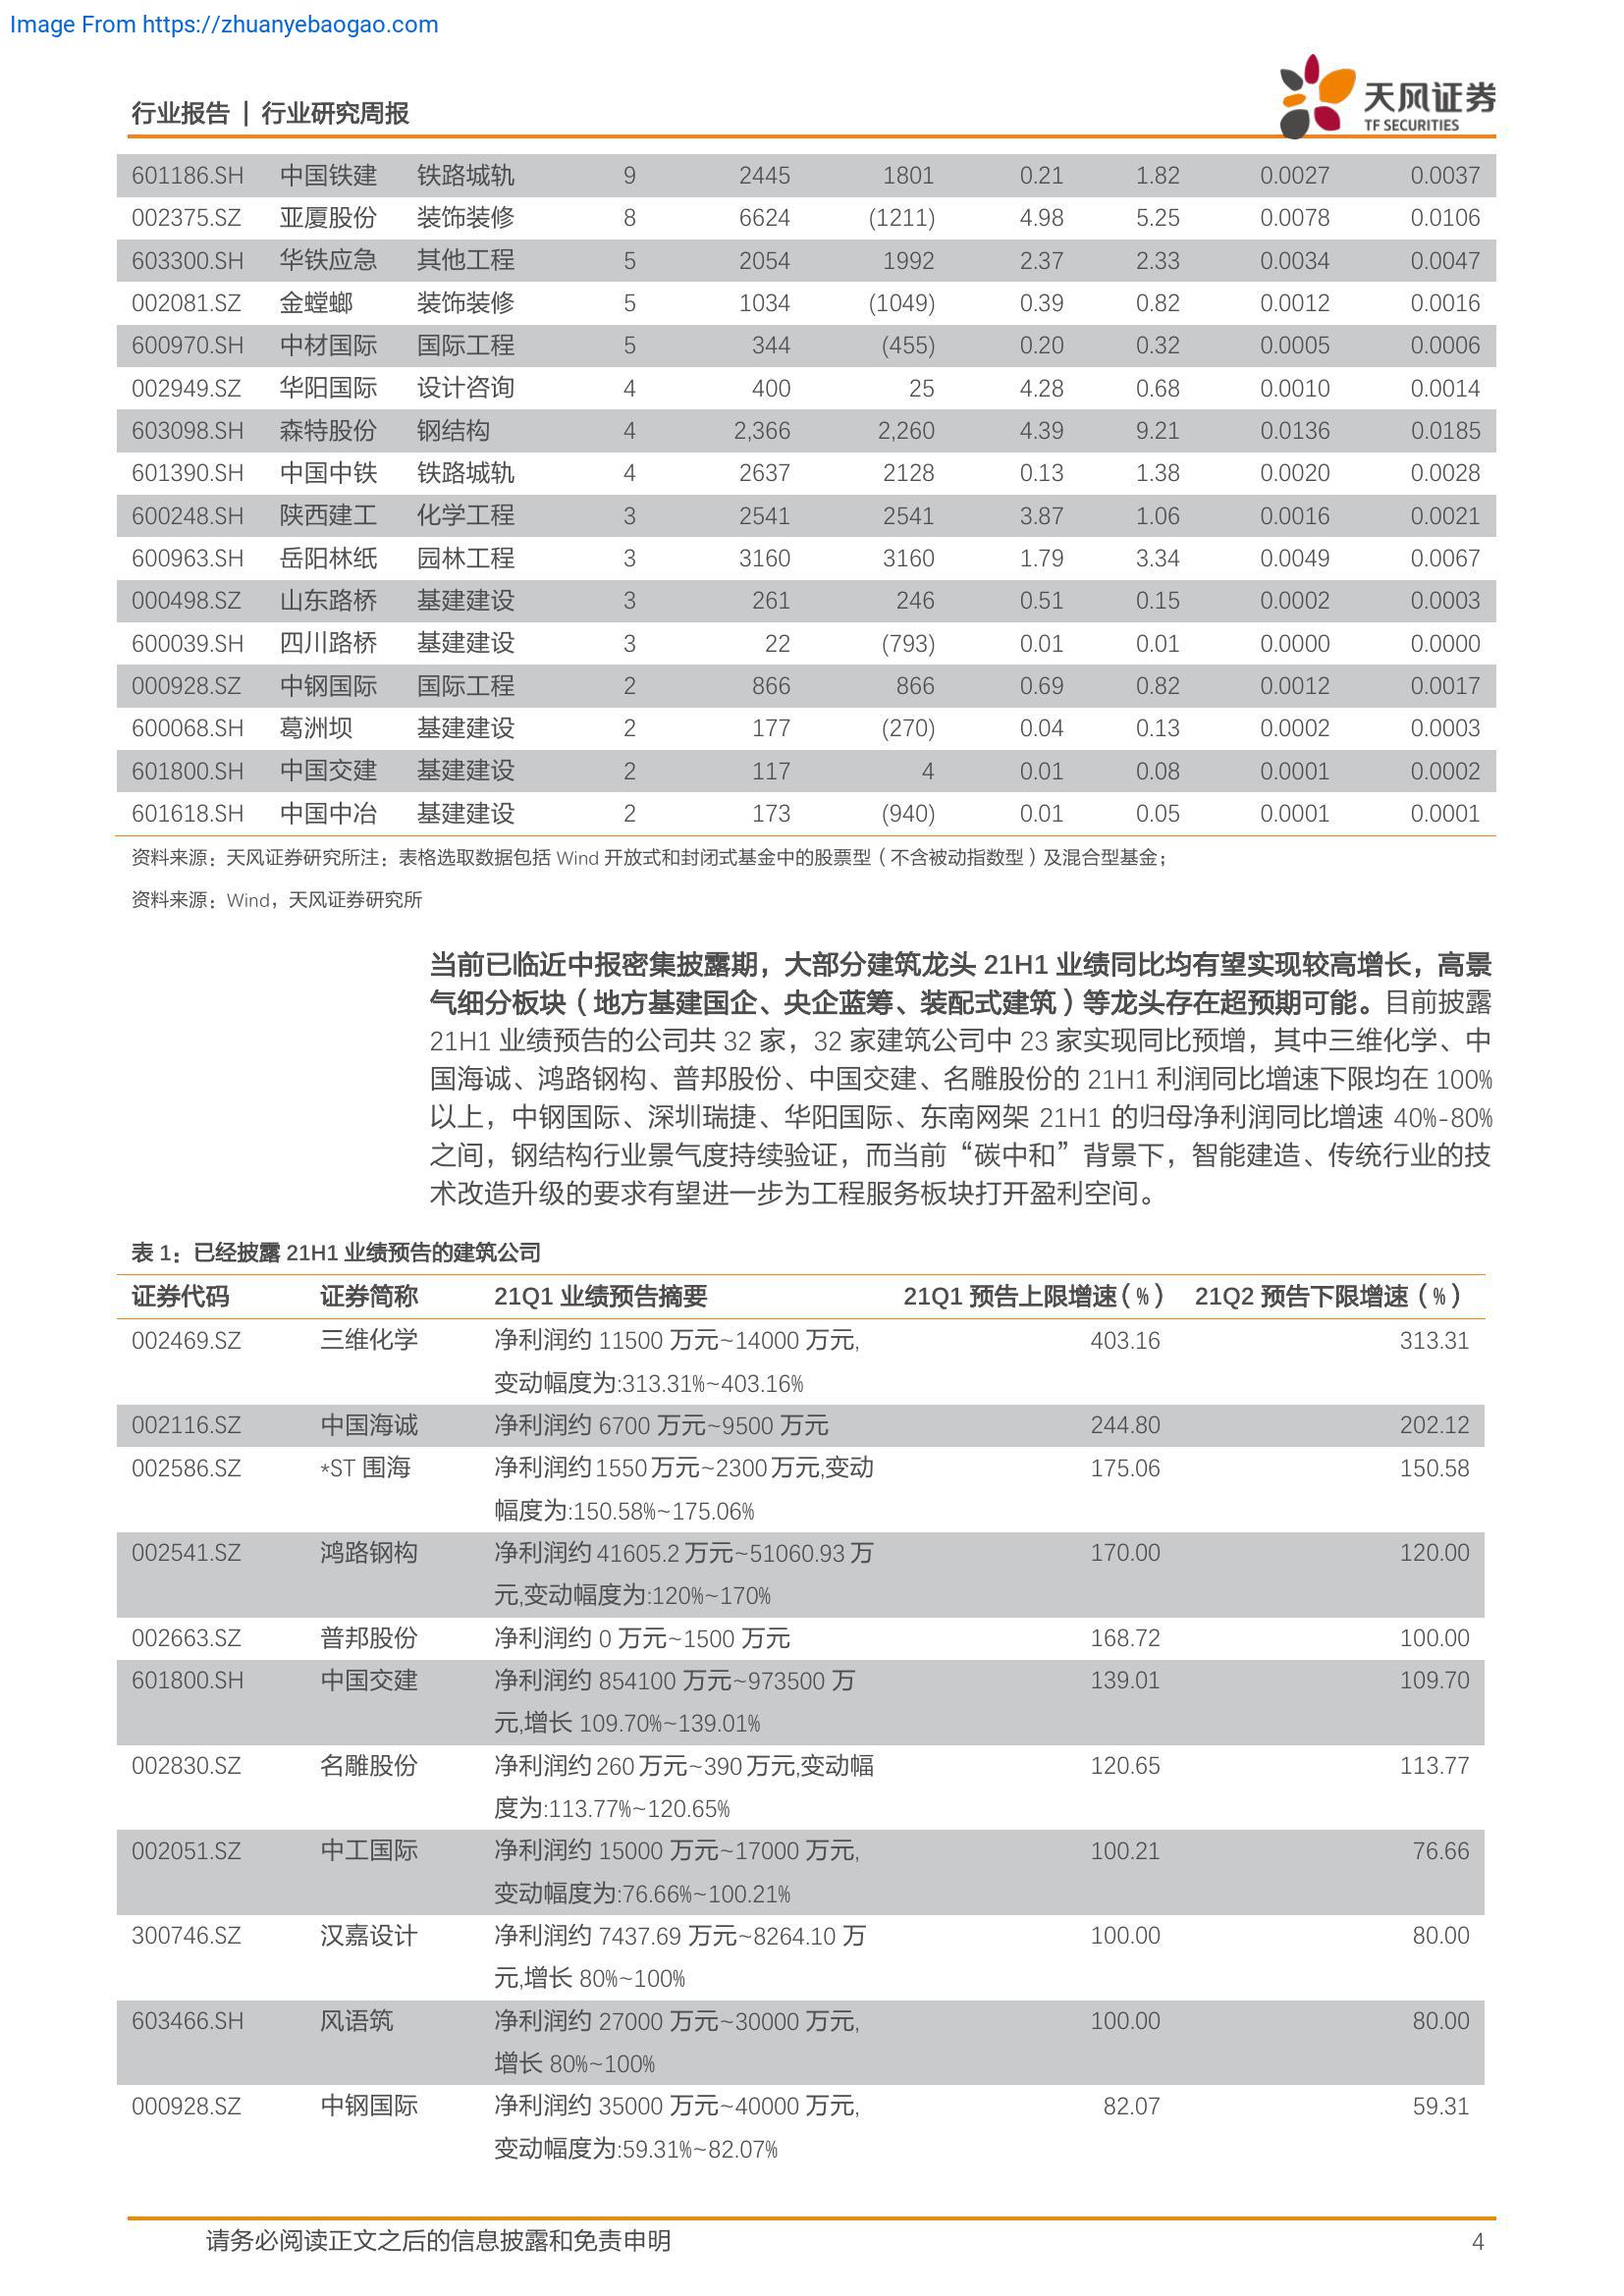 Image From https://zhuanyebaogao.com
行业报告 | 行业研究周报
天风证券
TF SECURITIES
601186.SH 中国铁建 铁路城轨 9 2445 1801 0.21 1.82 0.0027 0.0037
002375.SZ 亚厦股份 装饰装修 8 6624 (1211) 4.98 5.25 0.0078 0.0106
603300.SH 华铁应急 其他工程 5 2054 1992 2.37 2.33 0.0034 0.0047
002081.SZ 金螳螂 装饰装修 5 1034 (1049) 0.39 0.82 0.0012 0.0016
600970.SH 中材国际 国际工程 5 344 (455) 0.20 0.32 0.0005 0.0006
002949.SZ 华阳国际 设计咨询 4 400 25 4.28 0.68 0.0010 0.0014
603098.SH 森特股份 钢结构 4 2,366 2,260 4.39 9.21 0.0136 0.0185
601390.SH 中国中铁 铁路城轨 4 2637 2128 0.13 1.38 0.0020 0.0028
600248.SH 陕西建工 化学工程 3 2541 2541 3.87 1.06 0.0016 0.0021
600963.SH 岳阳林纸 园林工程 3 3160 3160 1.79 3.34 0.0049 0.0067
000498.SZ 山东路桥 基建建设 3 261 246 0.51 0.15 0.0002 0.0003
600039.SH 四川路桥 基建建设 3 22 (793) 0.01 0.01 0.0000 0.0000
000928.SZ 中钢国际 国际工程 2 866 866 0.69 0.82 0.0012 0.0017
600068.SH 葛洲坝 基建建设 2 177 (270) 0.04 0.13 0.0002 0.0003
601800.SH 中国交建 基建建设 2 117 4 0.01 0.08 0.0001 0.0002
601618.SH 中国中冶 基建建设 2 173 (940) 0.01 0.05 0.0001 0.0001
资料来源：天风证券研究所注：表格选取数据包括 Wind 开放式和封闭式基金中的股票型（不含被动指数型）及混合型基金；
资料来源：Wind，天风证券研究所
当前已临近中报密集披露期，大部分建筑龙头 21H1 业绩同比均有望实现较高增长，高景
气细分板块（地方基建国企、央企蓝筹、装配式建筑）等龙头存在超预期可能。目前披露
21H1 业绩预告的公司共 32 家，32 家建筑公司中 23 家实现同比预增，其中三维化学、中
国海诚、鸿路钢构、普邦股份、中国交建、名雕股份的 21H1 利润同比增速下限均在 100%
以上，中钢国际、深圳瑞捷、华阳国际、东南网架 21H1 的归母净利润同比增速 40%-80%
之间，钢结构行业景气度持续验证，而当前“碳中和”背景下，智能建造、传统行业的技
术改造升级的要求有望进一步为工程服务板块打开盈利空间。
表 1：已经披露 21H1 业绩预告的建筑公司
证券代码 证券简称 21Q1 业绩预告摘要 21Q1 预告上限增速（%） 21Q2 预告下限增速（%）
002469.SZ 三维化学 净利润约 11500 万元~14000 万元, 403.16 313.31
变动幅度为:313.31%~403.16%
002116.SZ 中国海诚 净利润约 6700 万元~9500 万元 244.80 202.12
002586.SZ *ST 围海 净利润约 1550 万元~2300 万元,变动 175.06 150.58
幅度为:150.58%~175.06%
002541.SZ 鸿路钢构 净利润约 41605.2 万元~51060.93 万 170.00 120.00
元,变动幅度为:120%~170%
002663.SZ 普邦股份 净利润约 0 万元~1500 万元 168.72 100.00
601800.SH 中国交建 净利润约 854100 万元~973500 万 139.01 109.70
元,增长 109.70%~139.01%
002830.SZ 名雕股份 净利润约 260 万元~390 万元,变动幅 120.65 113.77
度为:113.77%~120.65%
002051.SZ 中工国际 净利润约 15000 万元~17000 万元, 100.21 76.66
变动幅度为:76.66%~100.21%
300746.SZ 汉嘉设计 净利润约 7437.69 万元~8264.10 万 100.00 80.00
元,增长 80%~100%
603466.SH 风语筑 净利润约 27000 万元~30000 万元, 100.00 80.00
增长 80%~100%
000928.SZ 中钢国际 净利润约 35000 万元~40000 万元, 82.07 59.31
变动幅度为:59.31%~82.07%
请务必阅读正文之后的信息披露和免责申明 4